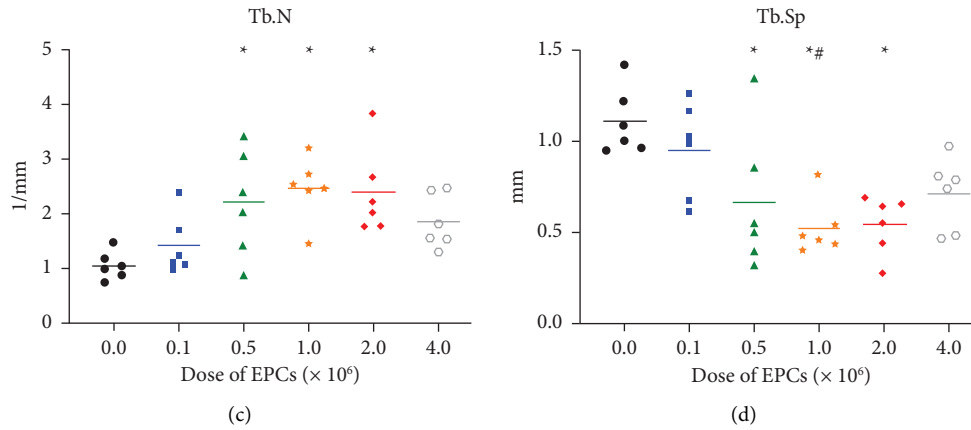 Tb.N
5
4
3
2
1
0
1/mm
* * *
0.0 0.1 0.5 1.0 2.0 4.0
Dose of EPCs (× 10⁶)
(c)
Tb.Sp
1.5
1.0
0.5
0.0
mm
* *# *
0.0 0.1 0.5 1.0 2.0 4.0
Dose of EPCs (× 10⁶)
(d)